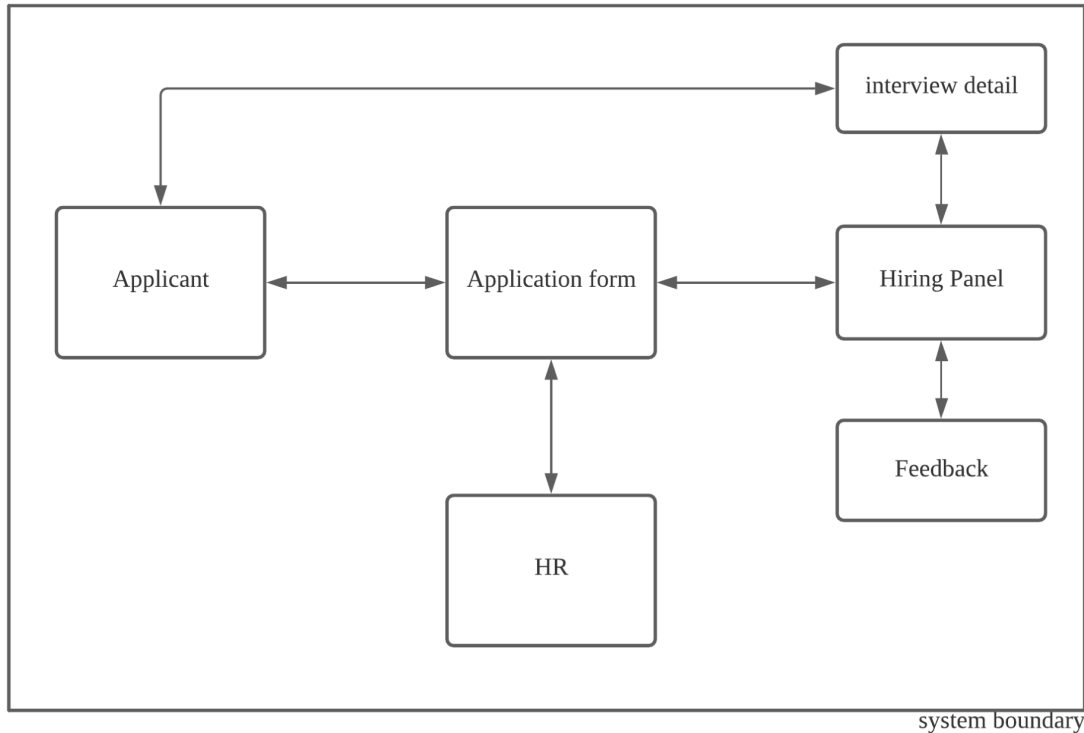 interview detail
Applicant
Application form
Hiring Panel
Feedback
HR
system boundary